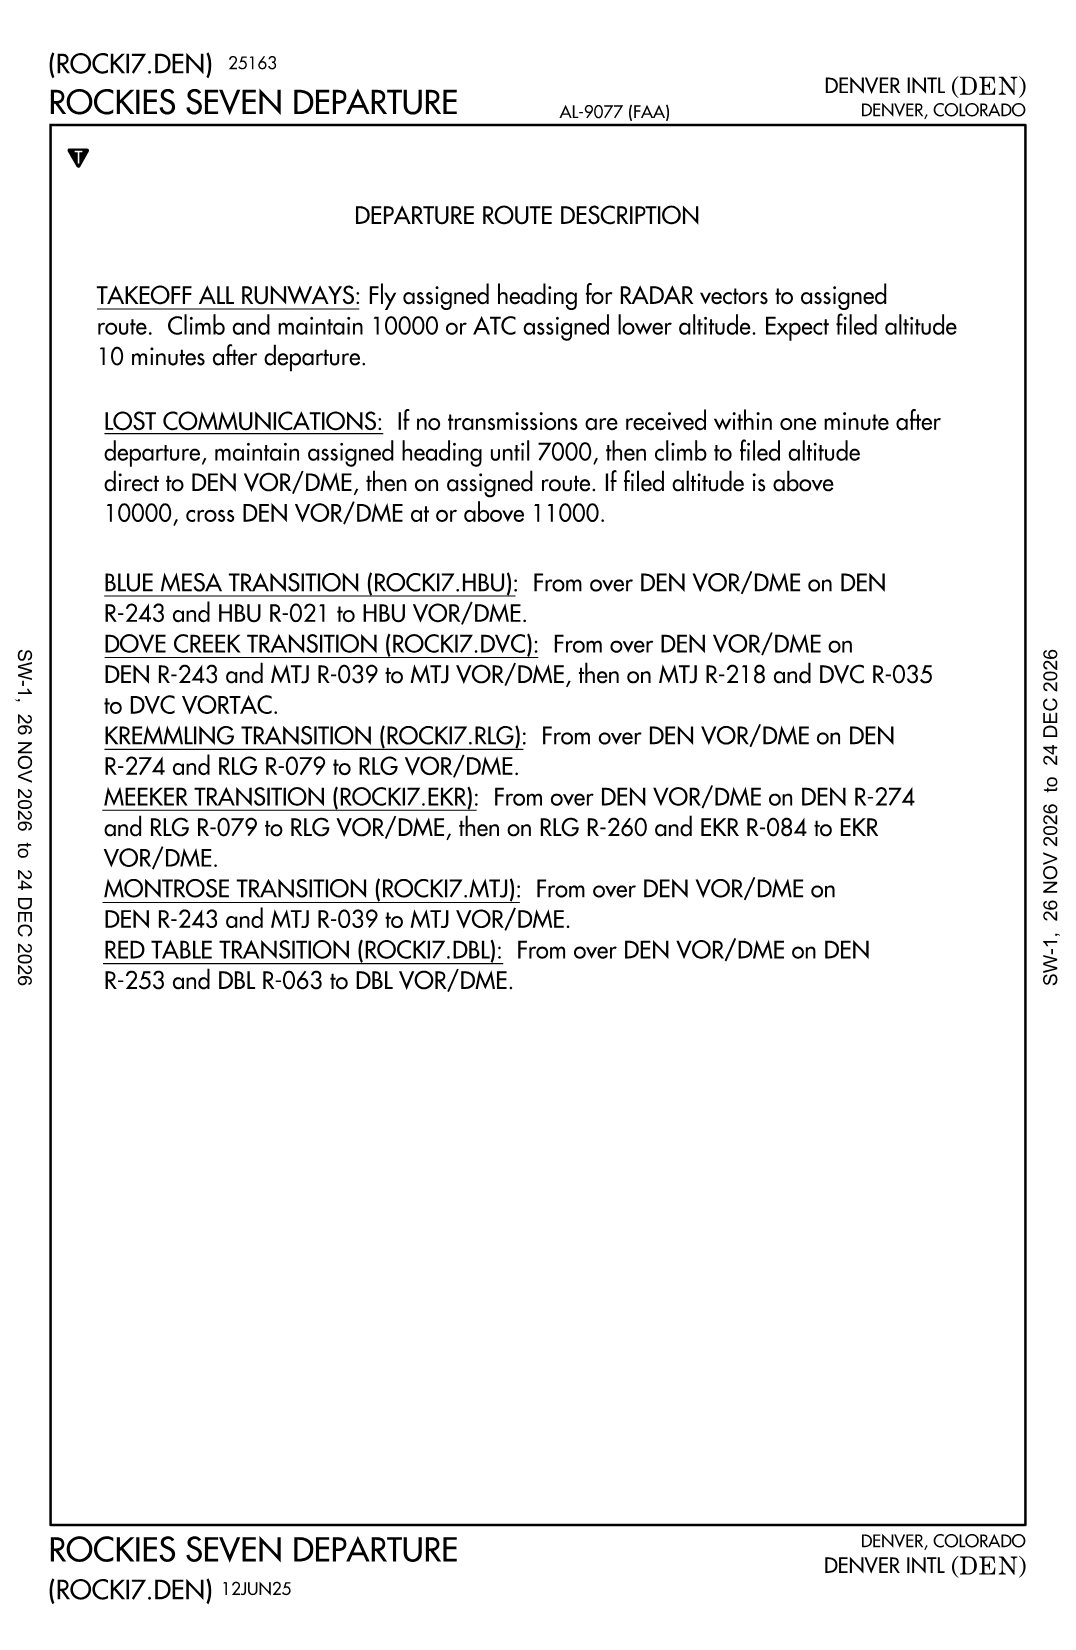 (ROCKI7.DEN) 25163
ROCKIES SEVEN DEPARTURE
AL-9077 (FAA)
DENVER INTL (DEN)
DENVER, COLORADO
T
DEPARTURE ROUTE DESCRIPTION
TAKEOFF ALL RUNWAYS: Fly assigned heading for RADAR vectors to assigned
route. Climb and maintain 10000 or ATC assigned lower altitude. Expect filed altitude
10 minutes after departure.
LOST COMMUNICATIONS: If no transmissions are received within one minute after
departure, maintain assigned heading until 7000, then climb to filed altitude
direct to DEN VOR/DME, then on assigned route. If filed altitude is above
10000, cross DEN VOR/DME at or above 11000.
BLUE MESA TRANSITION (ROCKI7.HBU): From over DEN VOR/DME on DEN
R-243 and HBU R-021 to HBU VOR/DME.
DOVE CREEK TRANSITION (ROCKI7.DVC): From over DEN VOR/DME on
DEN R-243 and MTJ R-039 to MTJ VOR/DME, then on MTJ R-218 and DVC R-035
to DVC VORTAC.
KREMMLING TRANSITION (ROCKI7.RLG): From over DEN VOR/DME on DEN
R-274 and RLG R-079 to RLG VOR/DME.
MEEKER TRANSITION (ROCKI7.EKR): From over DEN VOR/DME on DEN R-274
and RLG R-079 to RLG VOR/DME, then on RLG R-260 and EKR R-084 to EKR
VOR/DME.
MONTROSE TRANSITION (ROCKI7.MTJ): From over DEN VOR/DME on
DEN R-243 and MTJ R-039 to MTJ VOR/DME.
RED TABLE TRANSITION (ROCKI7.DBL): From over DEN VOR/DME on DEN
R-253 and DBL R-063 to DBL VOR/DME.
SW-1, 26 NOV 2026 to 24 DEC 2026
SW-1, 26 NOV 2026 to 24 DEC 2026
ROCKIES SEVEN DEPARTURE
(ROCKI7.DEN) 12JUN25
DENVER, COLORADO
DENVER INTL (DEN)